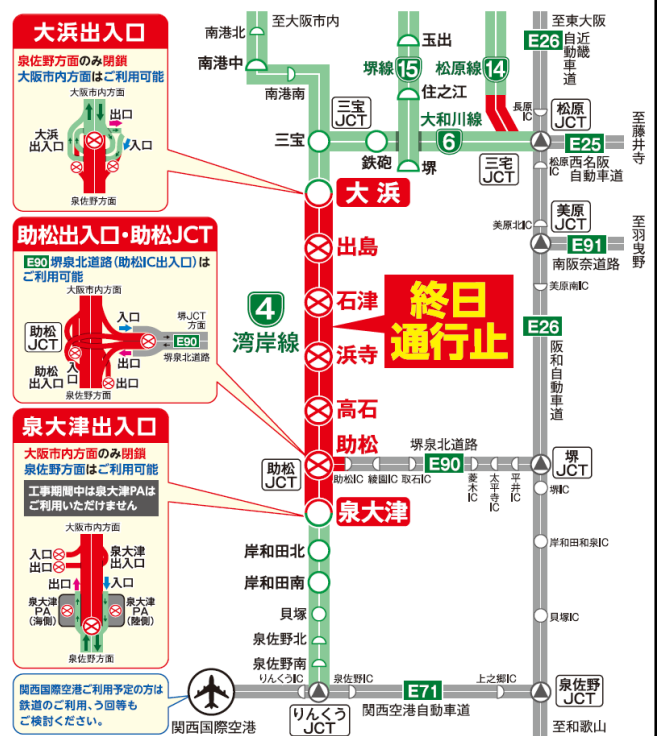 大浜出入口
泉佐野方面のみ閉鎖
大阪市内方面はご利用可能
大阪市内方面
出口
大浜
出入口
入口
泉佐野方面
助松出入口・助松JCT
E90 堺泉北道路(助松IC出入口)は
ご利用可能
大阪市内方面
入口
堺JCT
方面
助松
JCT
E90
出口
堺泉北道路
助松
出入口
入口
出口
泉佐野方面
泉大津出入口
大阪市内方面のみ閉鎖
泉佐野方面はご利用可能
工事期間中は泉大津PAは
ご利用いただけません
大阪市内方面
入口
出口
泉大津
出入口
出口
入口
泉大津
PA
(海側)
泉大津
PA
(陸側)
泉佐野方面
関西国際空港ご利用予定の方は
鉄道のご利用、う回等も
ご検討ください。
至大阪市内
南港北
南港中
南港南
三宝
三宝
JCT
鉄砲
玉出
堺線
15
住之江
堺
松原線
14
大和川線
6
三宅
JCT
大浜
出島
石津
浜寺
高石
助松
助松
JCT
泉大津
4
湾岸線
終日
通行止
岸和田北
岸和田南
貝塚
泉佐野北
泉佐野南
りんくうIC
りんくう
JCT
関西国際空港
泉佐野IC
E71
関西空港自動車道
上之郷IC
泉佐野
JCT
至和歌山
至東大阪
E26
近畿
自動車道
長原
IC
松原
JCT
E25
至藤井寺
松原
IC
西名阪
自動車道
美原北IC
美原
JCT
E91
至羽曳野
南阪奈道路
美原南IC
E26
阪和自動車道
堺泉北道路
助松IC
綾園IC
取石IC
E90
菱木IC
太平寺IC
平井IC
堺
JCT
堺IC
岸和田和泉IC
貝塚IC